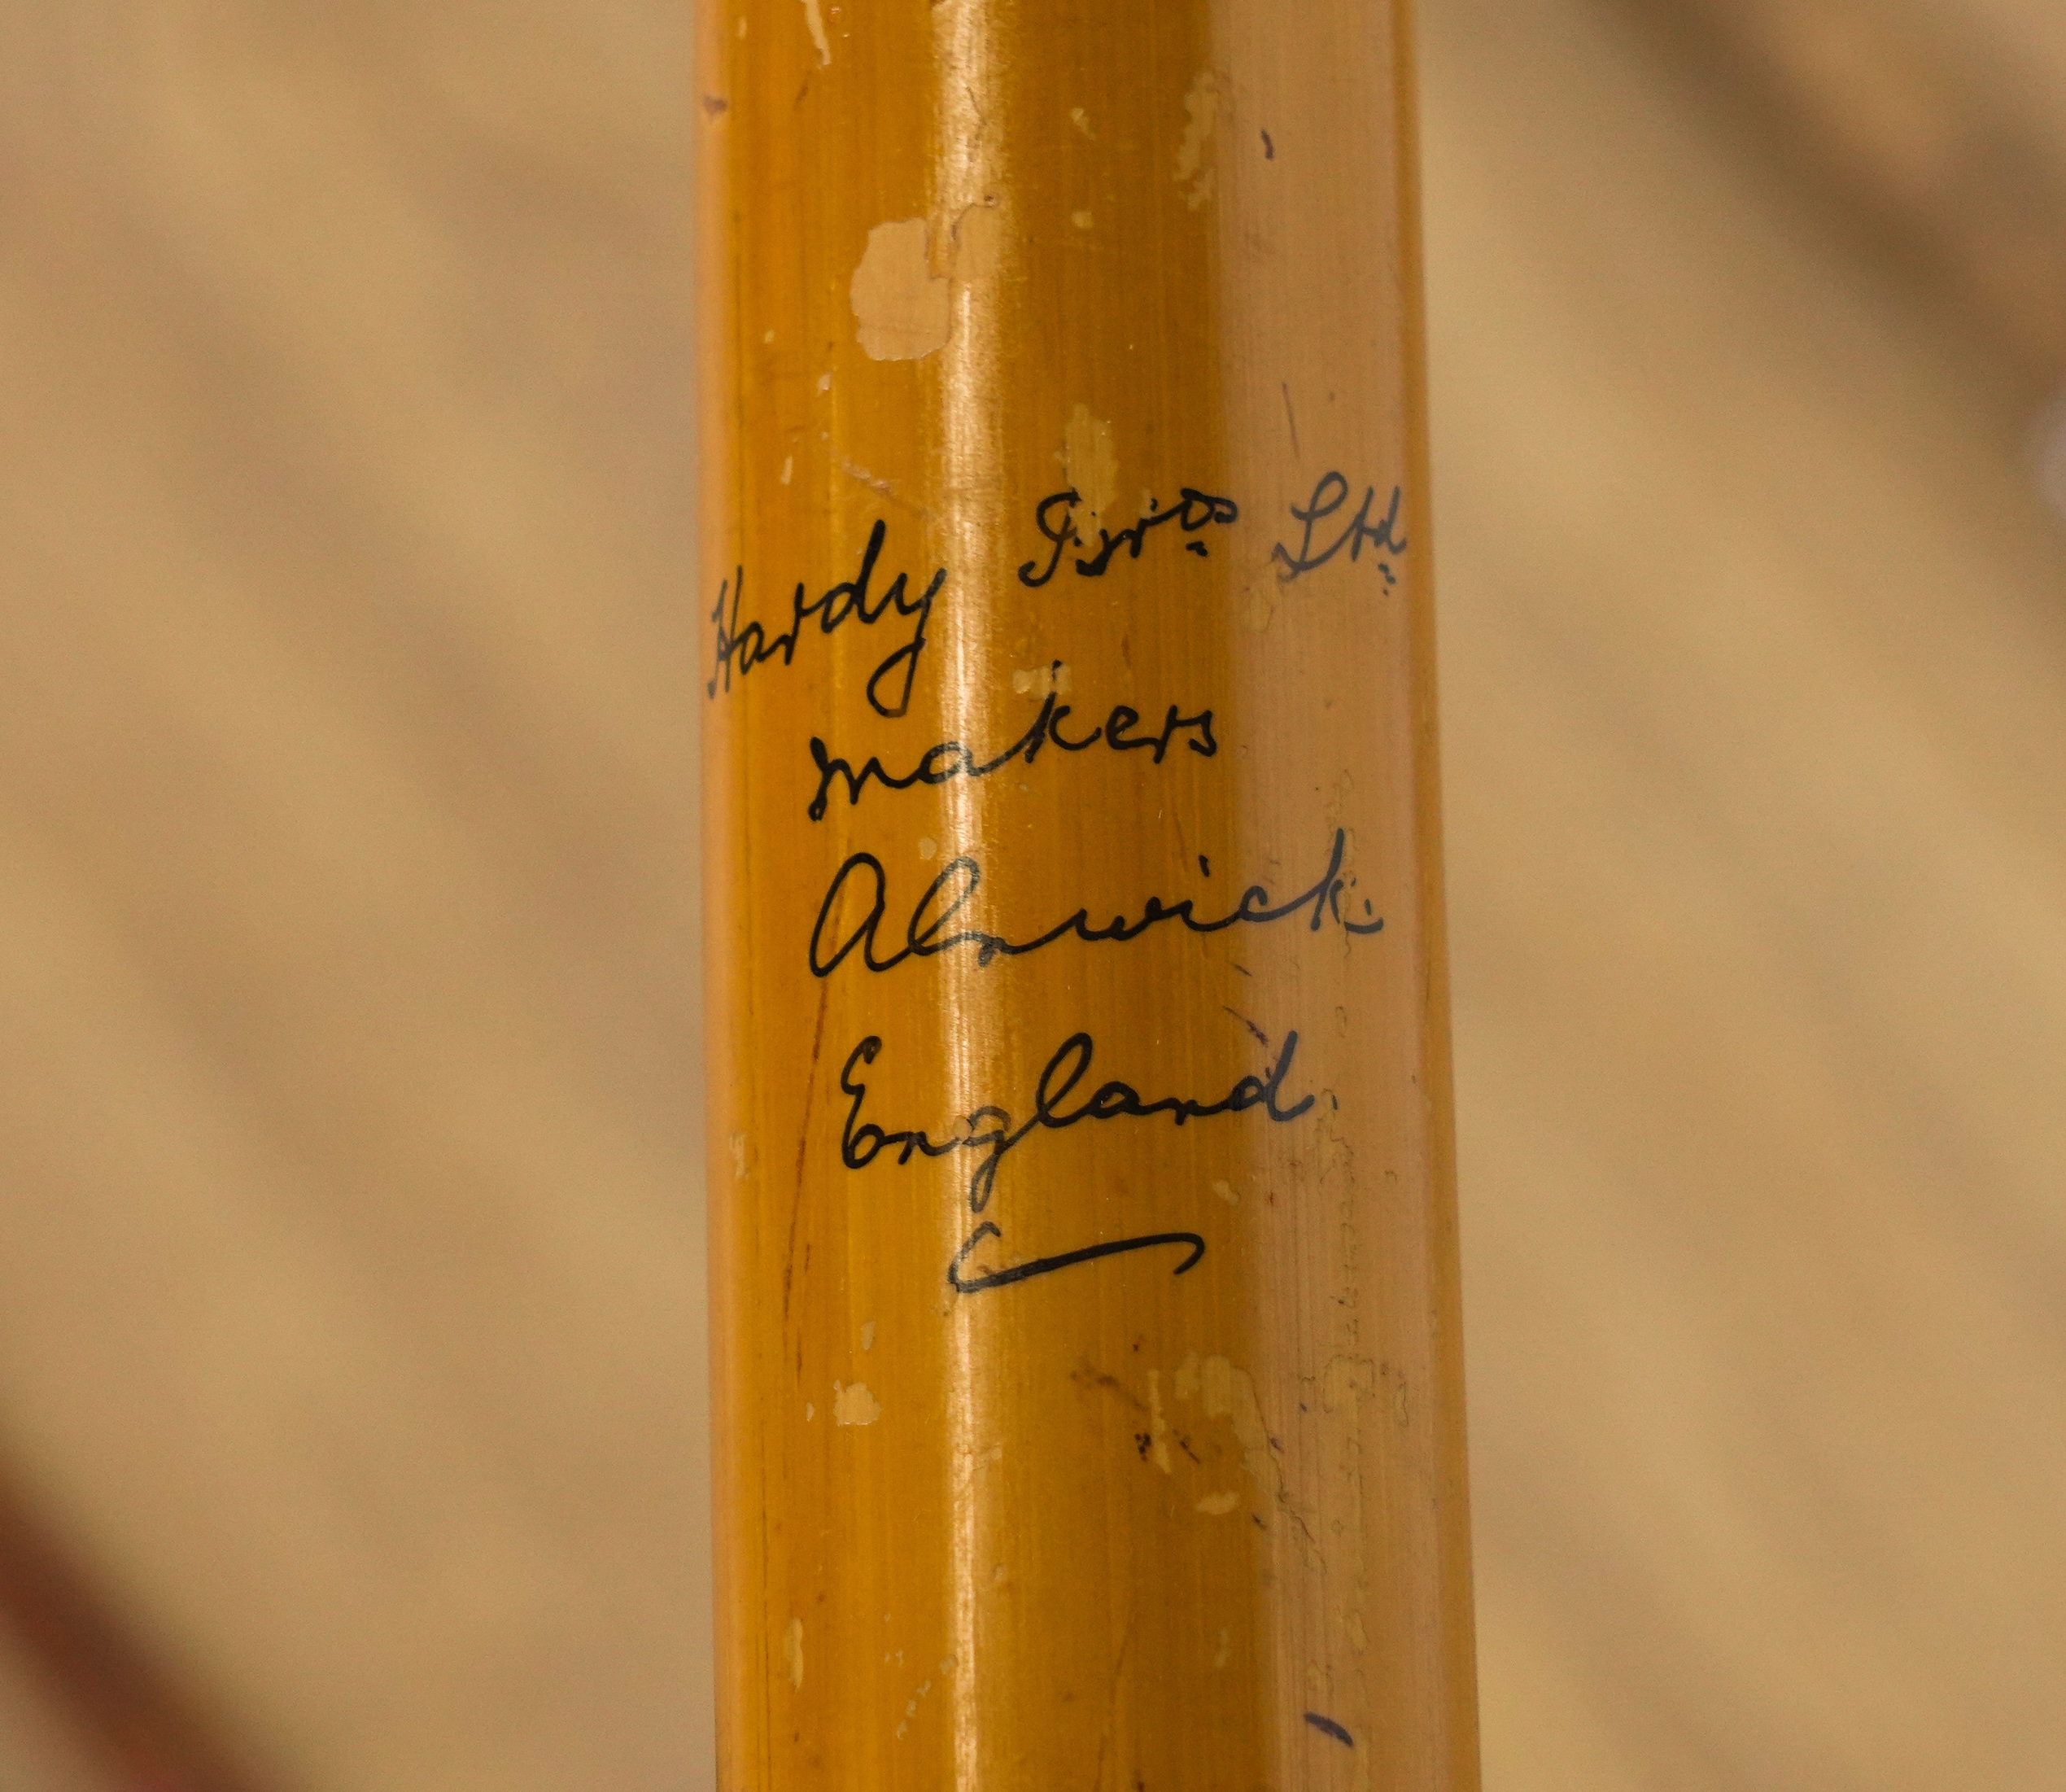 Hardy Bros Ltd
makers
Alnwick
England